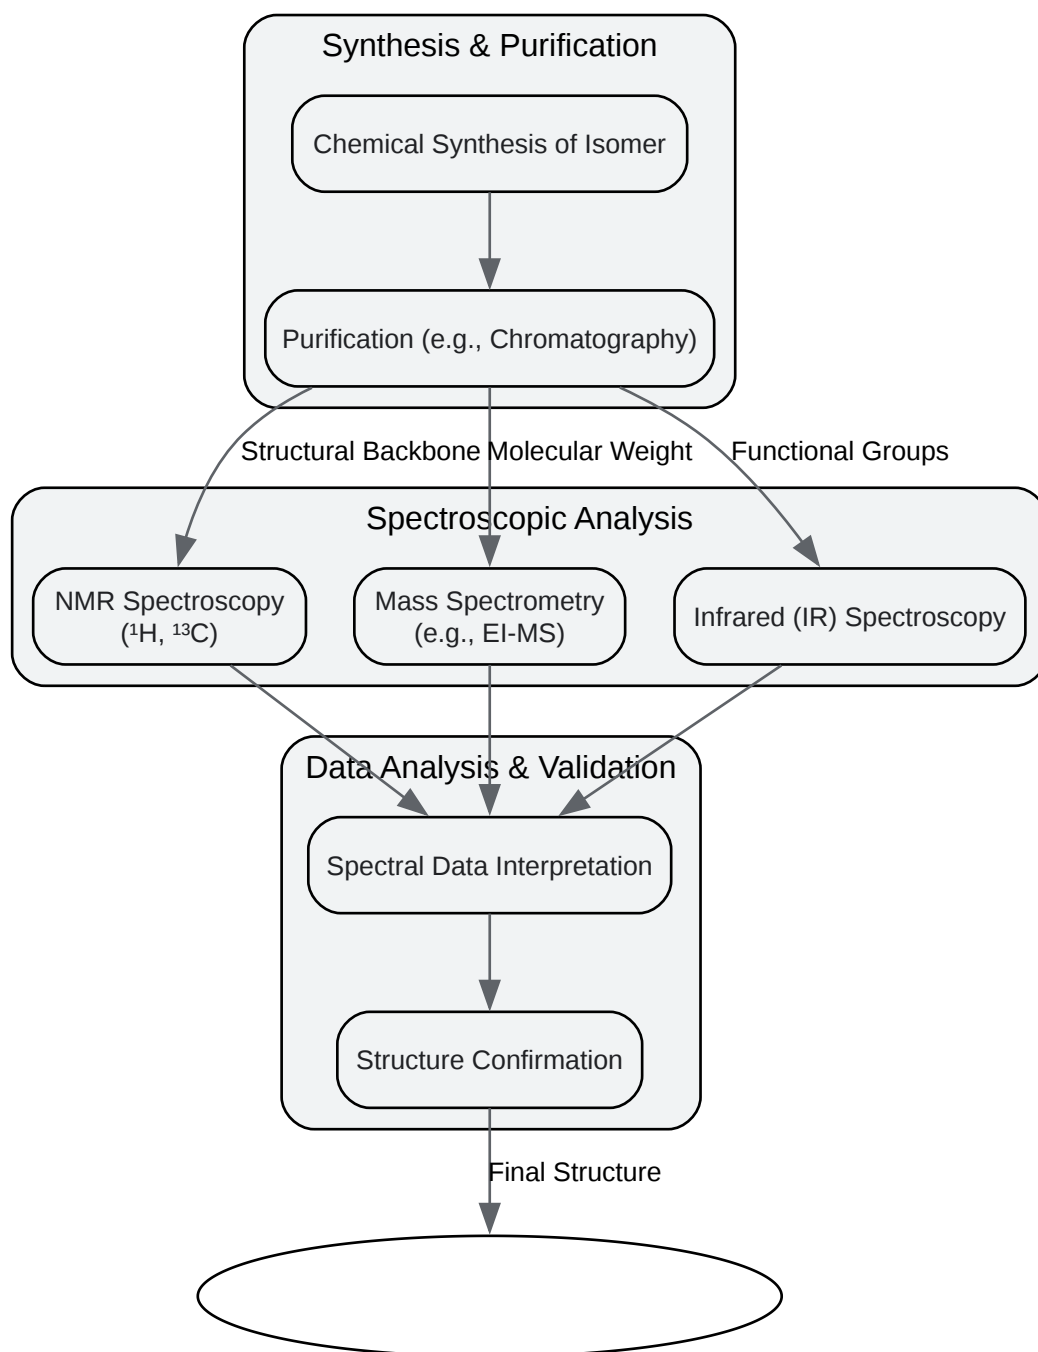 Synthesis & Purification
Chemical Synthesis of Isomer
Purification (e.g., Chromatography)
Structural Backbone
Molecular Weight
Functional Groups
Spectroscopic Analysis
NMR Spectroscopy
(¹H, ¹³C)
Mass Spectrometry
(e.g., EI-MS)
Infrared (IR) Spectroscopy
Data Analysis & Validation
Spectral Data Interpretation
Structure Confirmation
Final Structure